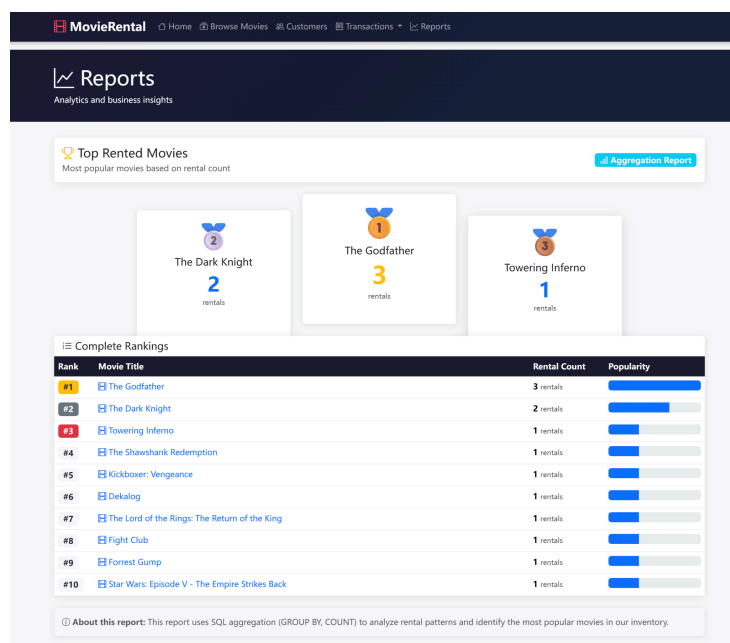 MovieRental Home Browse Movies Customers Transactions Reports
Reports
Analytics and business insights
Top Rented Movies
Most popular movies based on rental count
Aggregation Report
2
The Dark Knight
2
rentals
1
The Godfather
3
rentals
3
Towering Inferno
1
rentals
Complete Rankings
Rank Movie Title Rental Count Popularity
#1 The Godfather 3 rentals
#2 The Dark Knight 2 rentals
#3 Towering Inferno 1 rentals
#4 The Shawshank Redemption 1 rentals
#5 Kickboxer: Vengeance 1 rentals
#6 Dekalog 1 rentals
#7 The Lord of the Rings: The Return of the King 1 rentals
#8 Fight Club 1 rentals
#9 Forrest Gump 1 rentals
#10 Star Wars: Episode V - The Empire Strikes Back 1 rentals
About this report: This report uses SQL aggregation (GROUP BY, COUNT) to analyze rental patterns and identify the most popular movies in our inventory.